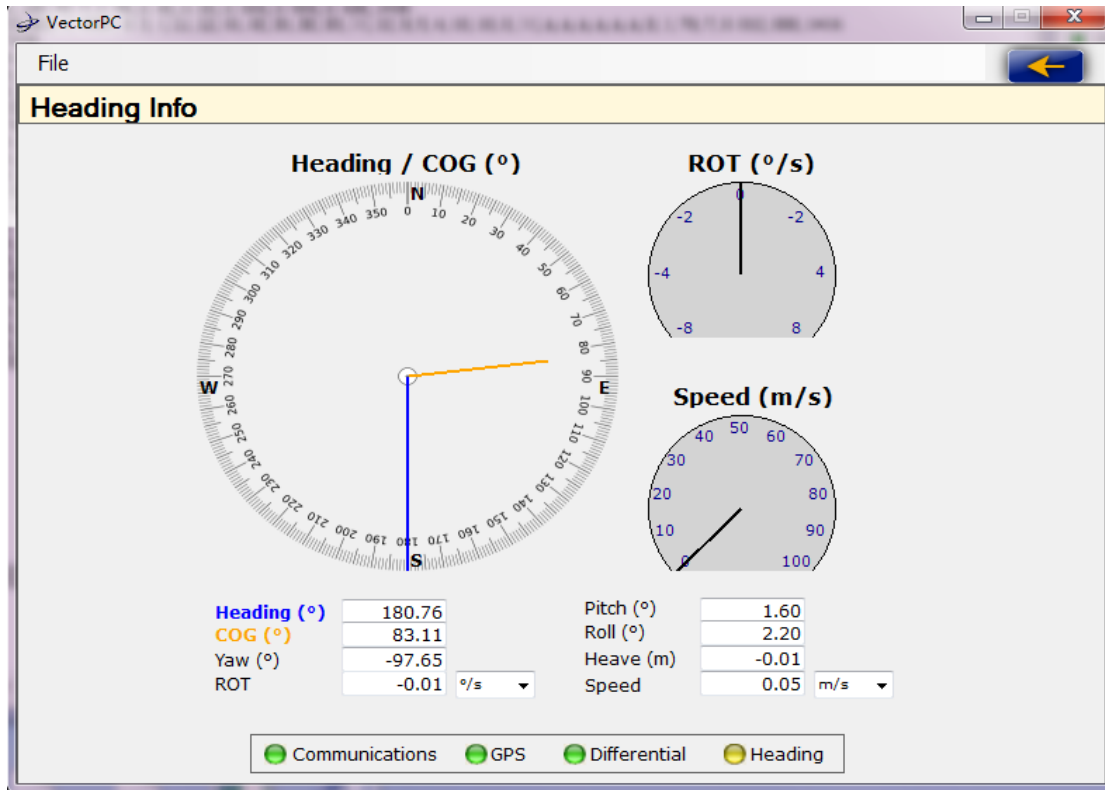 VectorPC
File
Heading Info
Heading / COG (º)
N
0 10 20 30 40 50 60 70 80 90 100 110 120 130 140 150 160 170 180 190 200 210 220 230 240 250 260 270 280 290 300 310 320 330 340 350
E
S
W
ROT (º/s)
-8 -4 -2 0 -2 4 8
Speed (m/s)
0 10 20 30 40 50 60 70 80 90 100
Heading (º) 180.76
COG (º) 83.11
Yaw (º) -97.65
ROT -0.01 º/s
Pitch (º) 1.60
Roll (º) 2.20
Heave (m) -0.01
Speed 0.05 m/s
Communications GPS Differential Heading